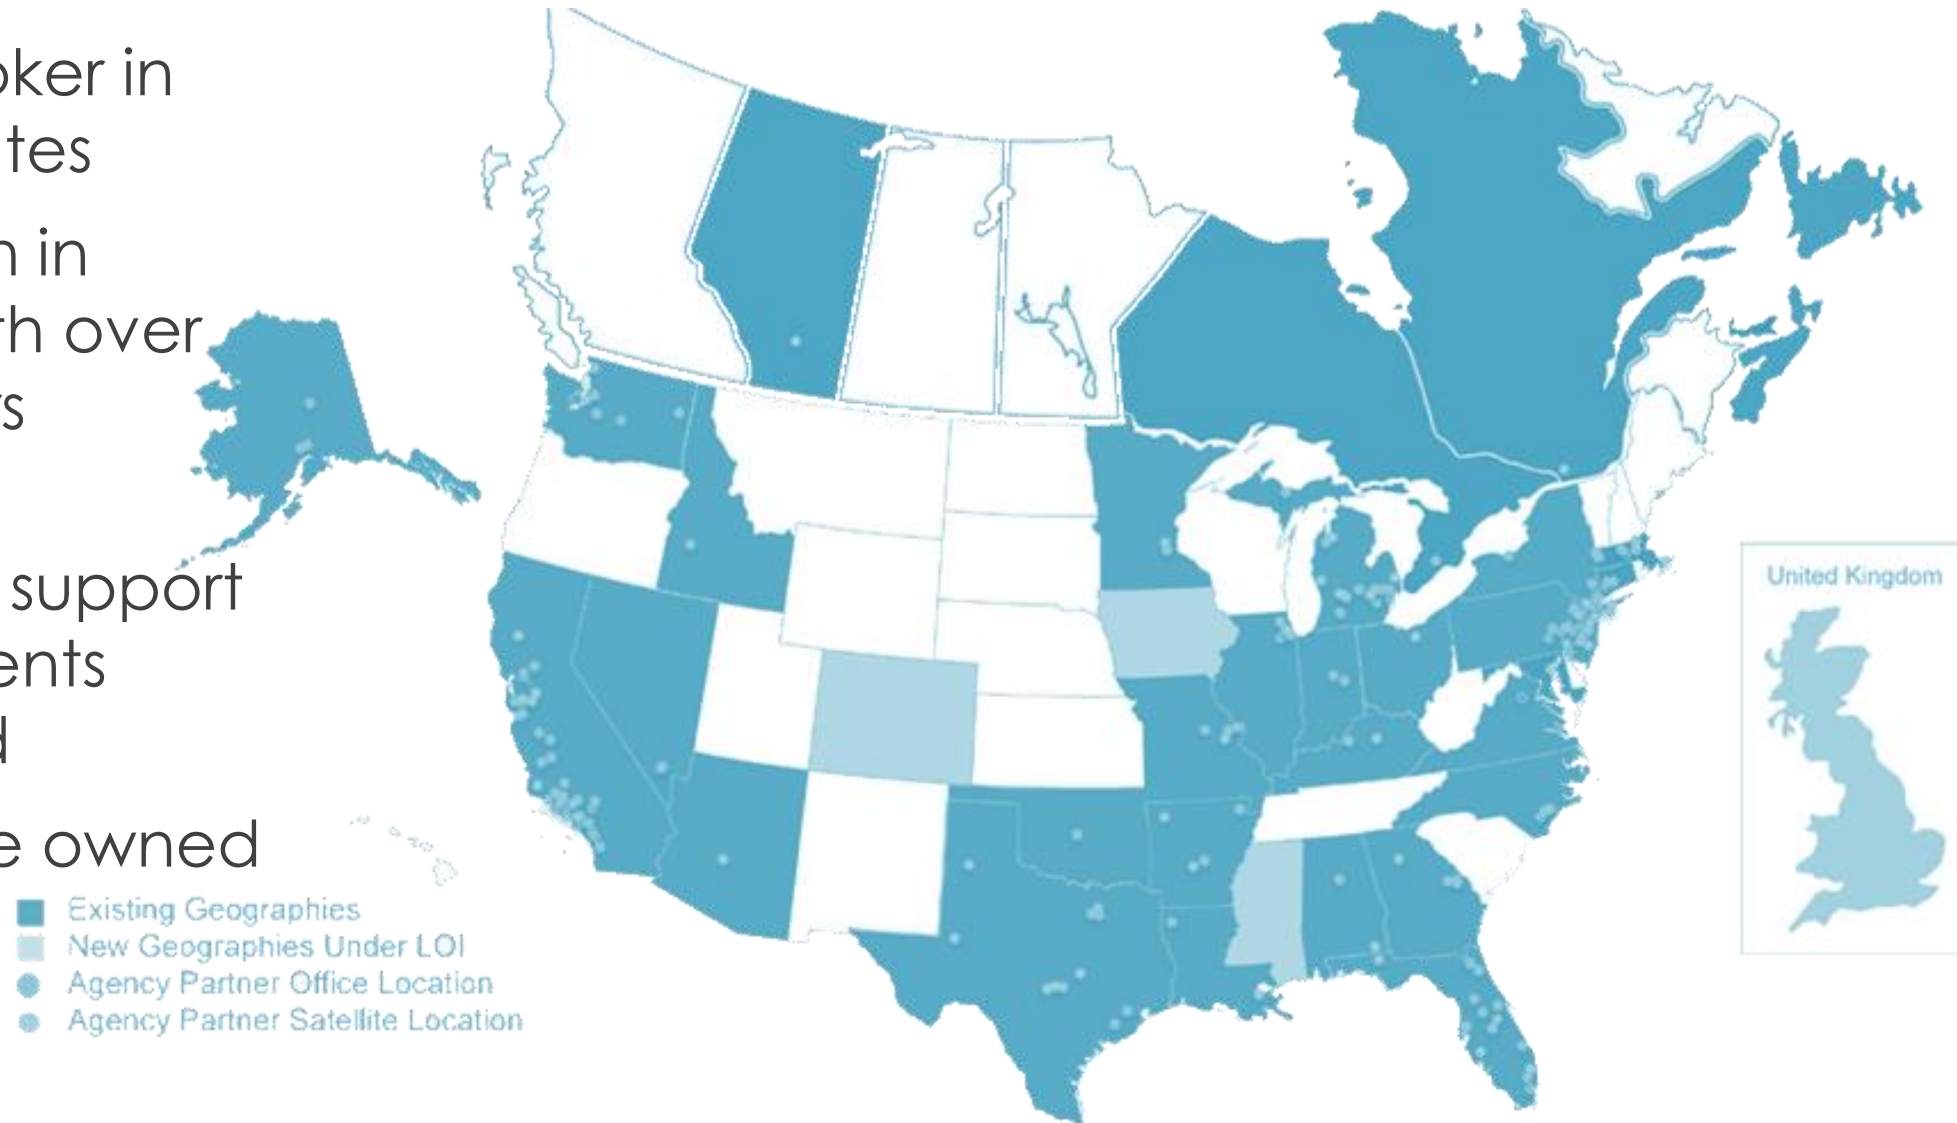 oker in
tes
n in
th over
rs
support
ents
d
e owned
Existing Geographies
New Geographies Under LOI
Agency Partner Office Location
Agency Partner Satellite Location
United Kingdom